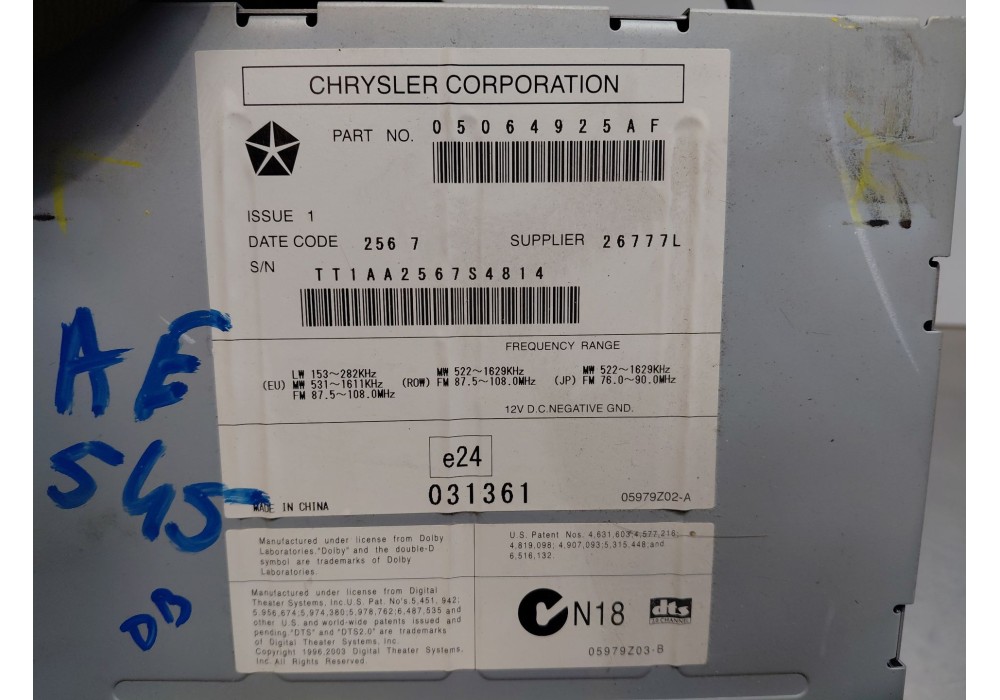 CHRYSLER CORPORATION
PART NO. 05064925AF
ISSUE 1
DATE CODE 256 7 SUPPLIER 26777L
S/N TT1AA2567S4814
FREQUENCY RANGE
(EU) LW 153~282KHz
MW 531~1611KHz
FM 87.5~108.0MHz
(ROW) MW 522~1629KHz
FM 87.5~108.0MHz
(JP) MW 522~1629KHz
FM 76.0~90.0MHz
12V D.C.NEGATIVE GND.
e24
031361
MADE IN CHINA
05979Z02-A
Manufactured under license from Dolby
Laboratories."Dolby" and the double-D
symbol are trademarks of Dolby
Laboratories.
U.S. Patent Nos. 4,631,603;4,577,216;
4,819,098; 4,907,093;5,315,448;and
6,516,132.
Manufactured under license from Digital
Theater Systems, Inc.U.S. Pat. No's.5,451, 942;
5,956,674;5,974,380;5,978,762;6,487,535 and
other U.S. and world-wide patents issued and
pending."DTS" and "DTS2.0" are trademarks
of Digital Theater Systems, Inc.
Copyright 1996,2003 Digital Theater Systems,
Inc. All Rights Reserved.
N18
dts
05979Z03-B
AE
545
DD